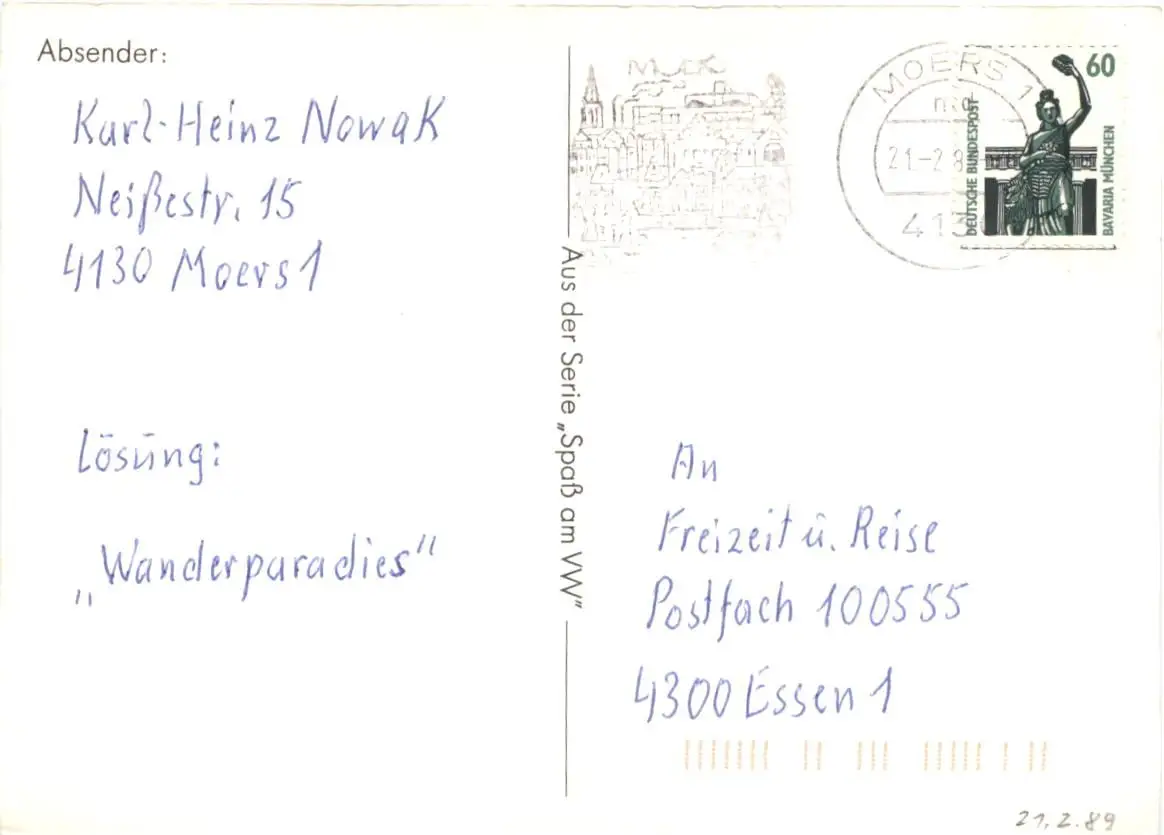 Absender:
Karl-Heinz Nowak
Neißestr. 15
4130 Moers 1
Lösung:
„Wanderparadies"
Aus der Serie „Spaß am VW"
MOERS 1
21.-2.8
413
60
DEUTSCHE BUNDESPOST
BAVARIA MÜNCHEN
An
Freizeit u. Reise
Postfach 100555
4300 Essen 1
21.2.89